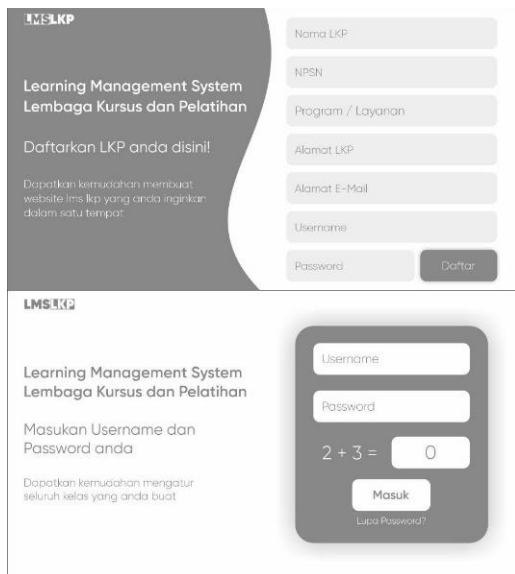 LMSLKP
Learning Management System
Lembaga Kursus dan Pelatihan
Daftarkan LKP anda disini!
Dapatkan kemudahan membuat
website lms lkp yang anda inginkan
dalam satu tempat
Nama LKP
NPSN
Program / Layanan
Alamat LKP
Alamat E-Mail
Username
Password
Daftar
LMSLKP
Learning Management System
Lembaga Kursus dan Pelatihan
Masukan Username dan
Password anda
Dapatkan kemudahan mengatur
seluruh kelas yang anda buat
Username
Password
2 + 3 = 0
Masuk
Lupa Password?